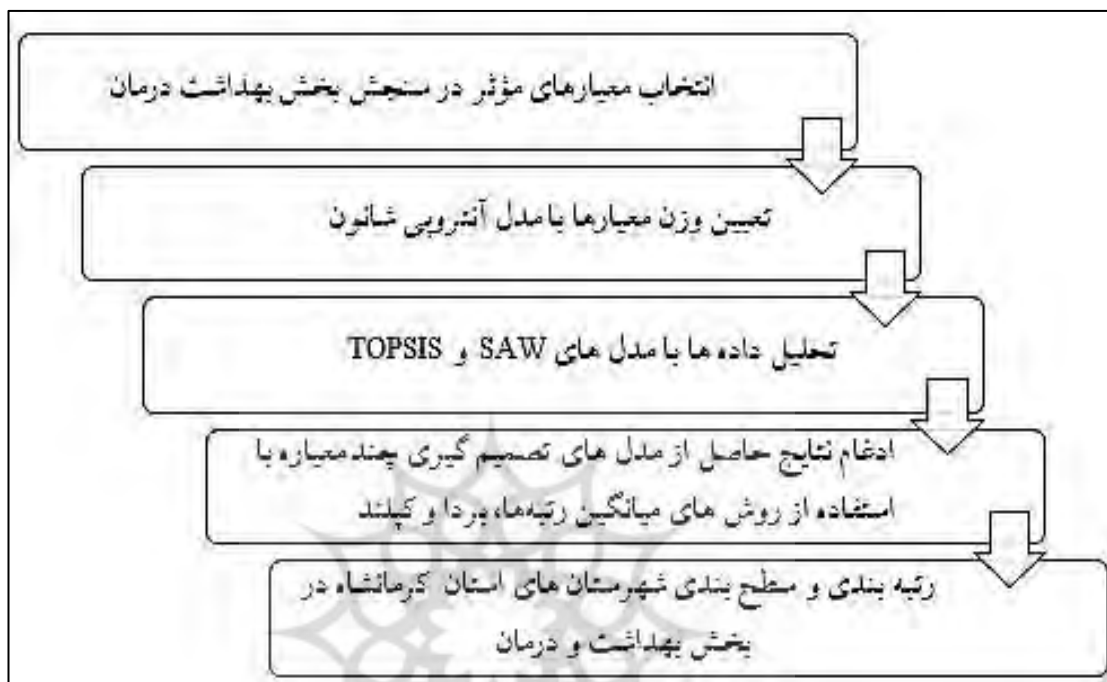 انتخاب معیارهای مؤثر در سنجش بخش بهداشت درمان
تعیین وزن معیارها با مدل آنتروپی شانون
تحلیل داده ها با مدل های SAW و TOPSIS
ادغام نتایج حاصل از مدل های تصمیم گیری چند معیاره با
استفاده از روش های میانگین رتبه‌ها، بردا و کپلند
رتبه بندی و سطح بندی شهرستان های استان کرمانشاه در
بخش بهداشت و درمان